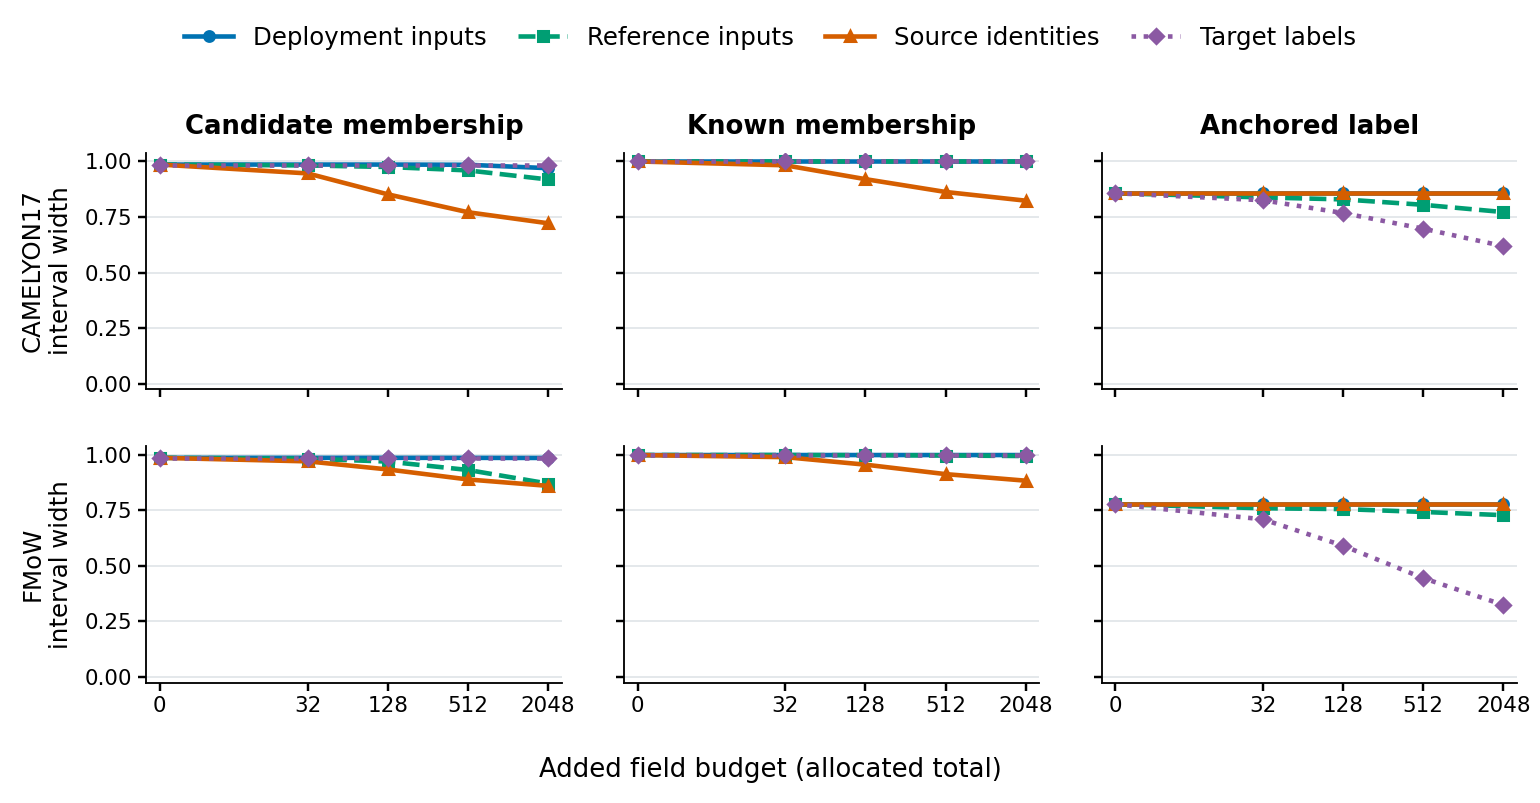 Deployment inputs Reference inputs Source identities Target labels
Candidate membership Known membership Anchored label
CAMELYON17
interval width
1.00
0.75
0.50
0.25
0.00
FMoW
interval width
1.00
0.75
0.50
0.25
0.00
0 32 128 512 2048 0 32 128 512 2048 0 32 128 512 2048
Added field budget (allocated total)